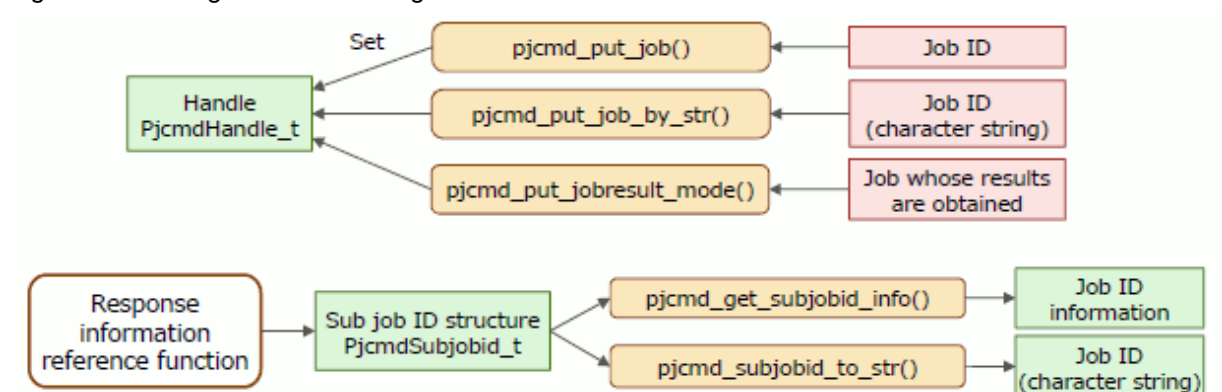 Set
pjcmd_put_job()
Job ID
Handle
PjcmdHandle_t
pjcmd_put_job_by_str()
Job ID
(character string)
pjcmd_put_jobresult_mode()
Job whose results
are obtained
Response
information
reference function
Sub job ID structure
PjcmdSubjobid_t
pjcmd_get_subjobid_info()
Job ID
information
pjcmd_subjobid_to_str()
Job ID
(character string)